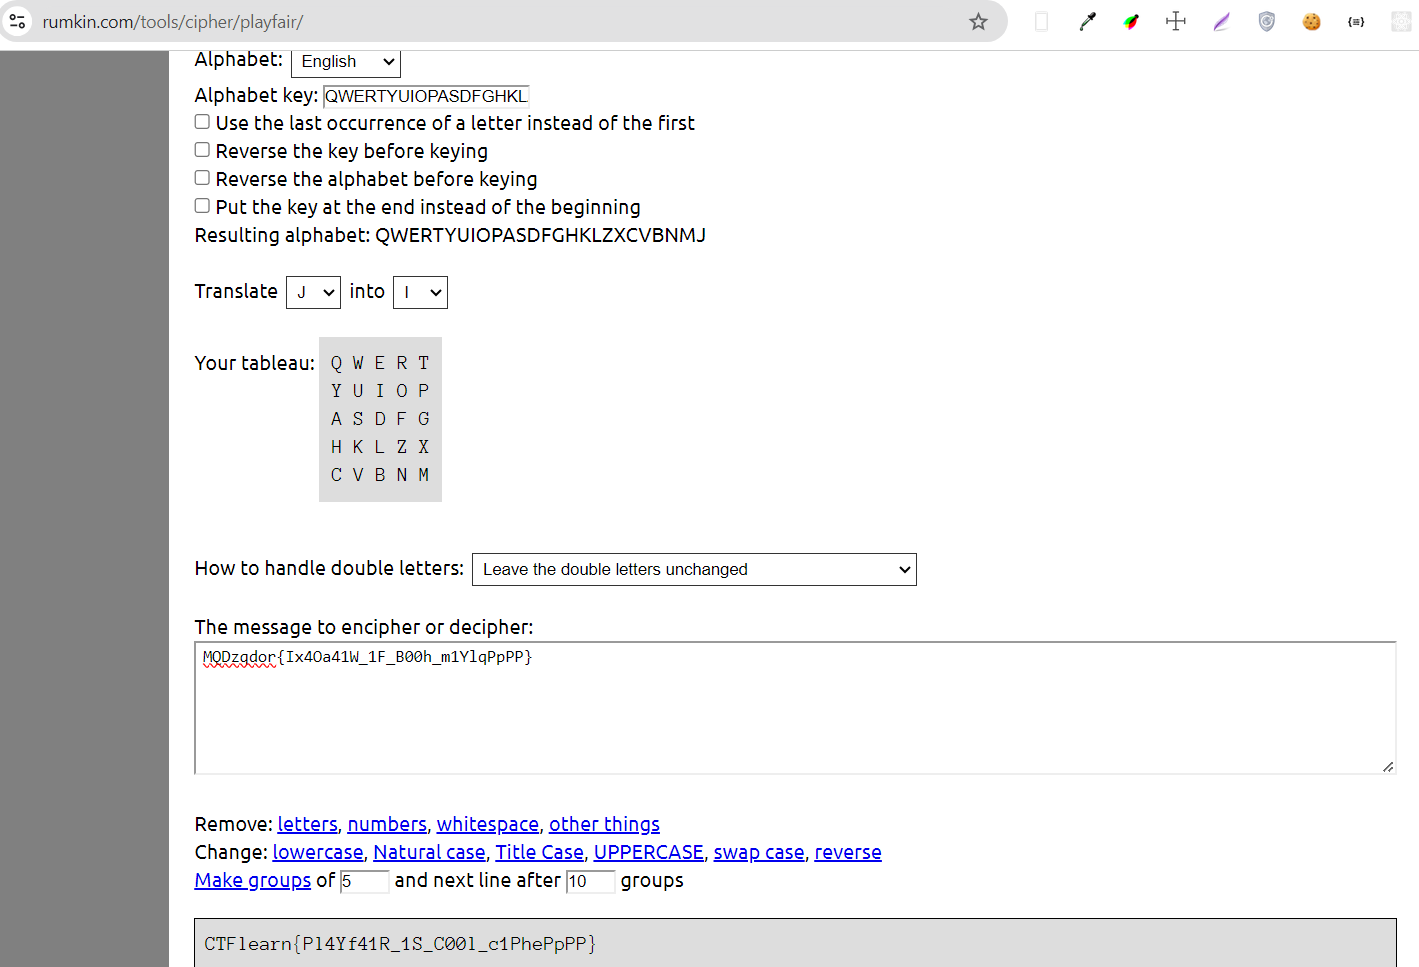 rumkin.com/tools/cipher/playfair/
Alphabet: English
Alphabet key: QWERTYUIOPASDFGHKL
Use the last occurrence of a letter instead of the first
Reverse the key before keying
Reverse the alphabet before keying
Put the key at the end instead of the beginning
Resulting alphabet: QWERTYUIOPASDFGHKLZXCVBNMJ
Translate J into I
Your tableau: Q W E R T
Y U I O P
A S D F G
H K L Z X
C V B N M
How to handle double letters: Leave the double letters unchanged
The message to encipher or decipher:
MQDzgdor{Ix4Oa41W_1F_B00h_m1YlqPpPP}
Remove: letters, numbers, whitespace, other things
Change: lowercase, Natural case, Title Case, UPPERCASE, swap case, reverse
Make groups of 5 and next line after 10 groups
CTFlearn{Pl4Yf41R_1S_C00l_c1PhePpPP}